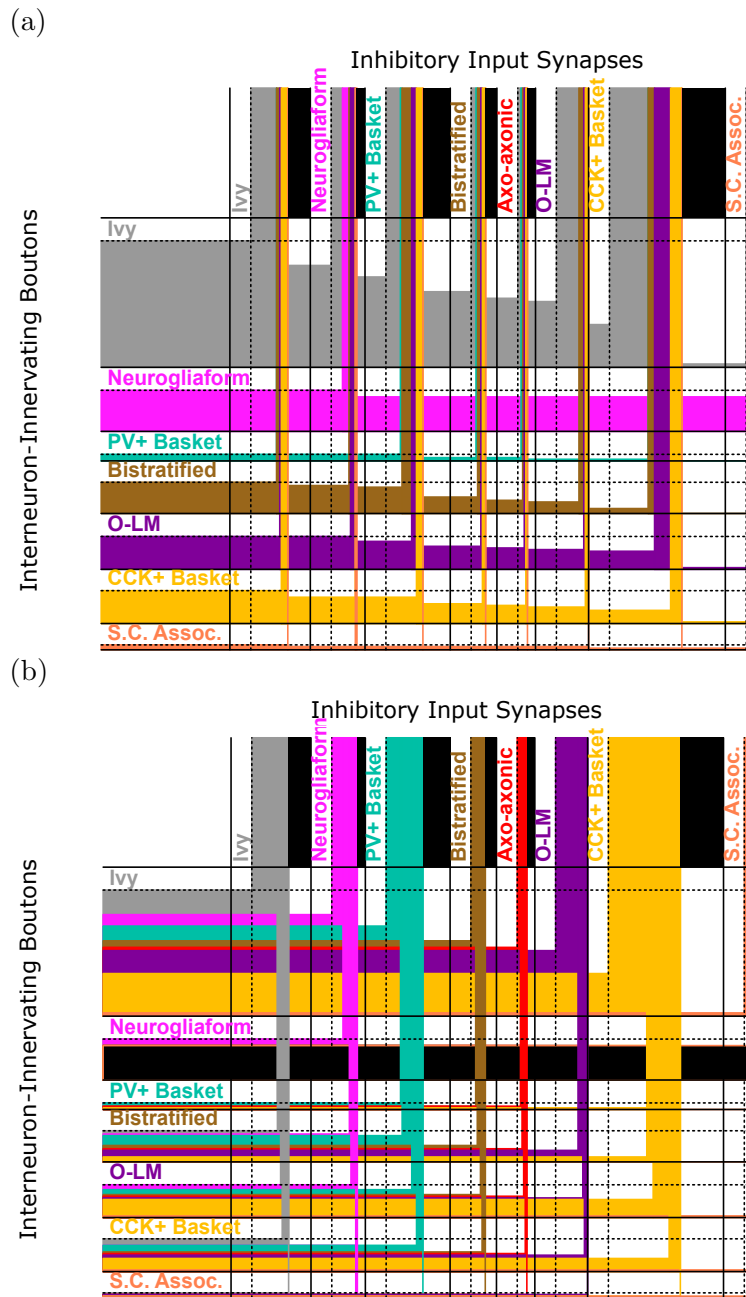 (a)
Inhibitory Input Synapses
Ivy
Neurogliaform
PV+ Basket
Bistratified
Axo-axonic
O-LM
CCK+ Basket
S.C. Assoc.
Interneuron-Innervating Boutons
Ivy
Neurogliaform
PV+ Basket
Bistratified
O-LM
CCK+ Basket
S.C. Assoc.
(b)
Inhibitory Input Synapses
Ivy
Neurogliaform
PV+ Basket
Bistratified
Axo-axonic
O-LM
CCK+ Basket
S.C. Assoc.
Interneuron-Innervating Boutons
Ivy
Neurogliaform
PV+ Basket
Bistratified
O-LM
CCK+ Basket
S.C. Assoc.